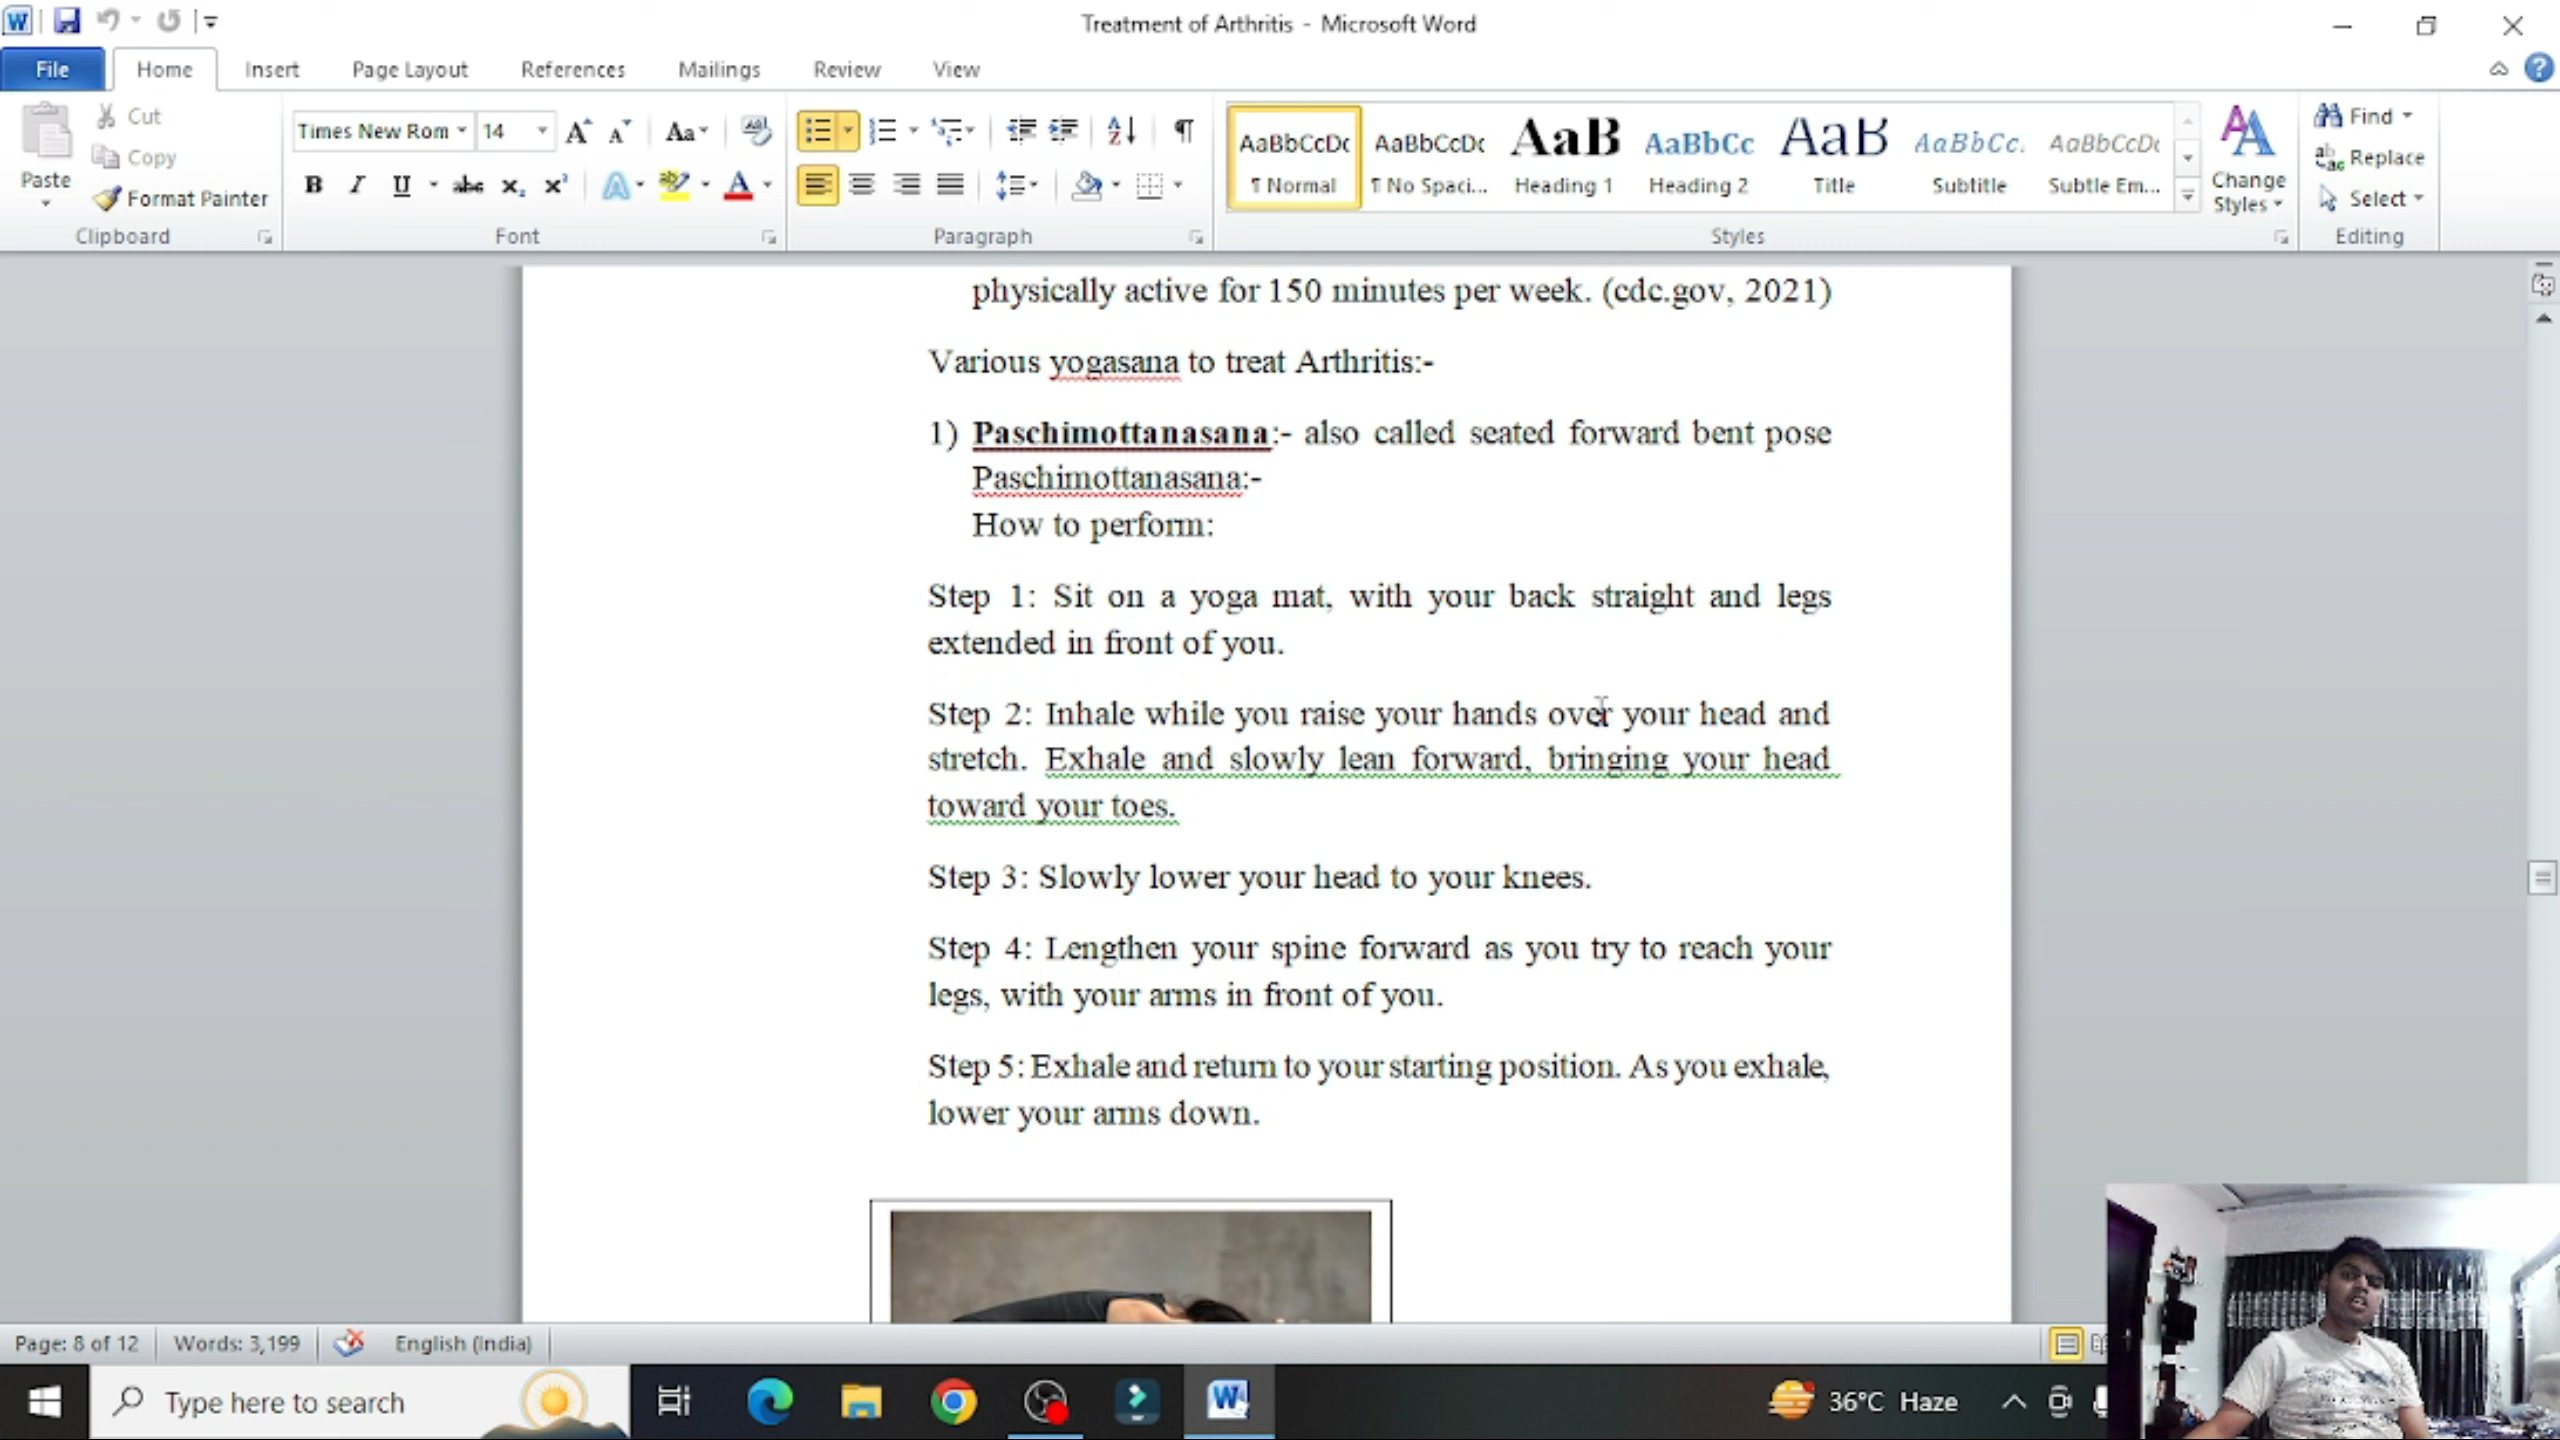 Treatment of Arthritis - Microsoft Word
File Home Insert Page Layout References Mailings Review View
Cut
Copy
Format Painter
Paste
Clipboard
Times New Rom 14
Font
Paragraph
AaBbCcDc AaBbCcDc AaB AaBbCc AaB AaBbCc. AaBbCcDc
¶ Normal ¶ No Spaci... Heading 1 Heading 2 Title Subtitle Subtle Em...
Styles
Change
Styles
Find
Replace
Select
Editing
physically active for 150 minutes per week. (cdc.gov, 2021)
Various yogasana to treat Arthritis:-
1) Paschimottanasana:- also called seated forward bent pose
Paschimottanasana:-
How to perform:
Step 1: Sit on a yoga mat, with your back straight and legs
extended in front of you.
Step 2: Inhale while you raise your hands over your head and
stretch. Exhale and slowly lean forward, bringing your head
toward your toes.
Step 3: Slowly lower your head to your knees.
Step 4: Lengthen your spine forward as you try to reach your
legs, with your arms in front of you.
Step 5: Exhale and return to your starting position. As you exhale,
lower your arms down.
Page: 8 of 12 Words: 3,199 English (India)
Type here to search
36°C Haze